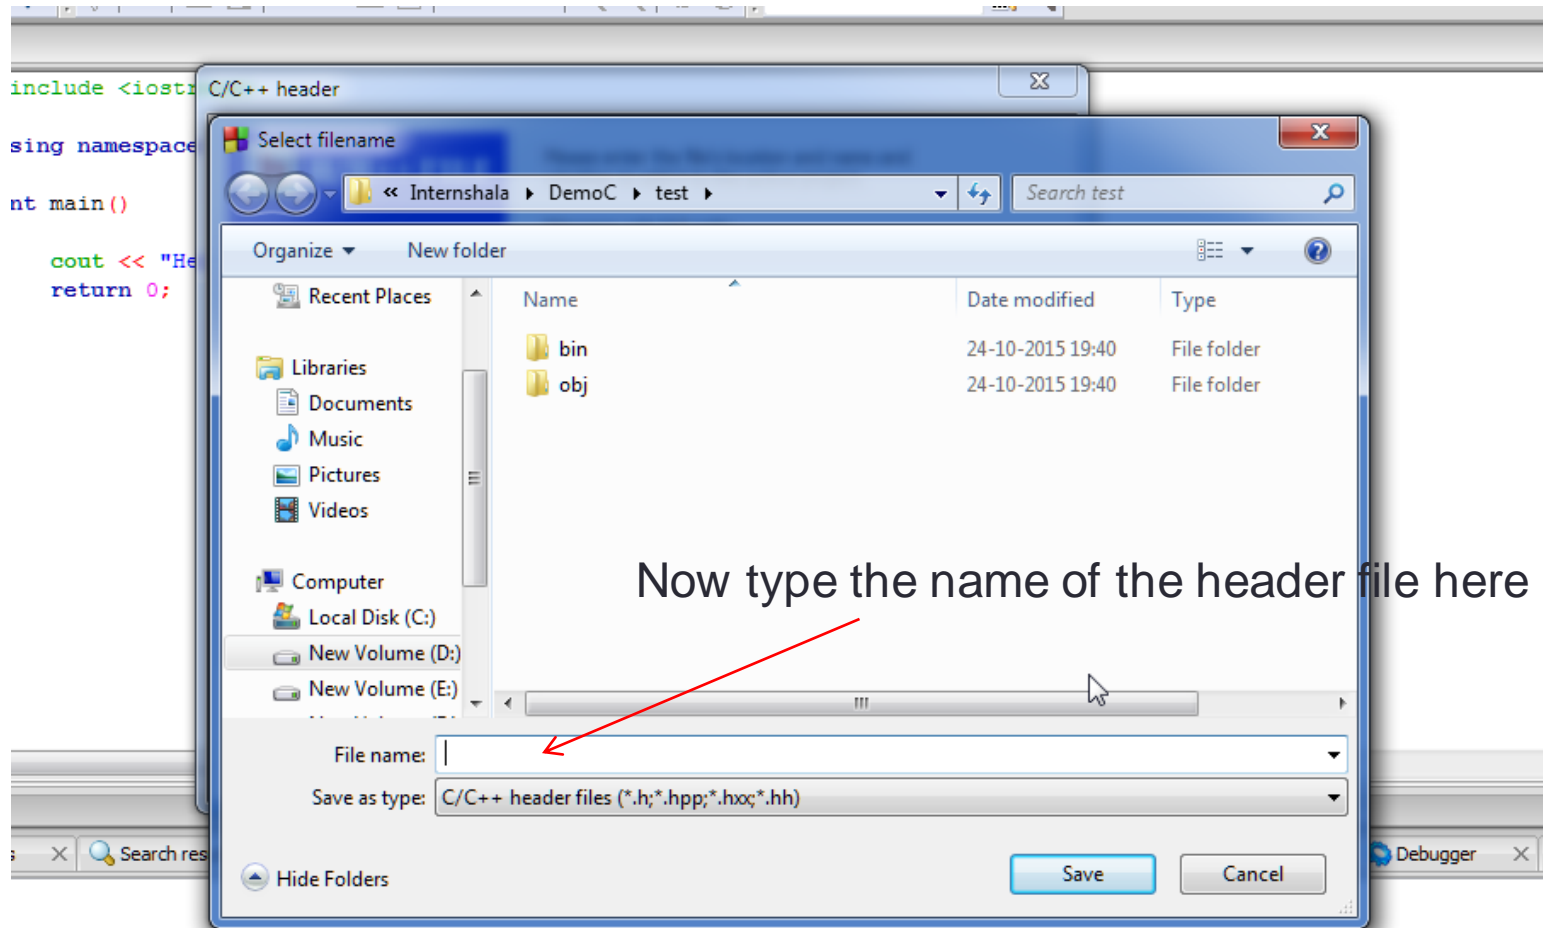 C/C++ header
include <iostr
Select filename
sing namespace
« Internshala ▸ DemoC ▸ test ▸
Search test
nt main()
Organize
New folder
cout << "He
return 0;
Recent Places
Name
Date modified
Type
bin
24-10-2015 19:40
File folder
obj
24-10-2015 19:40
File folder
Libraries
Documents
Music
Pictures
Videos
Computer
Local Disk (C:)
New Volume (D:)
New Volume (E:)
Now type the name of the header file here
File name:
Save as type: C/C++ header files (*.h;*.hpp;*.hxx;*.hh)
Search res
Debugger
Hide Folders
Save
Cancel